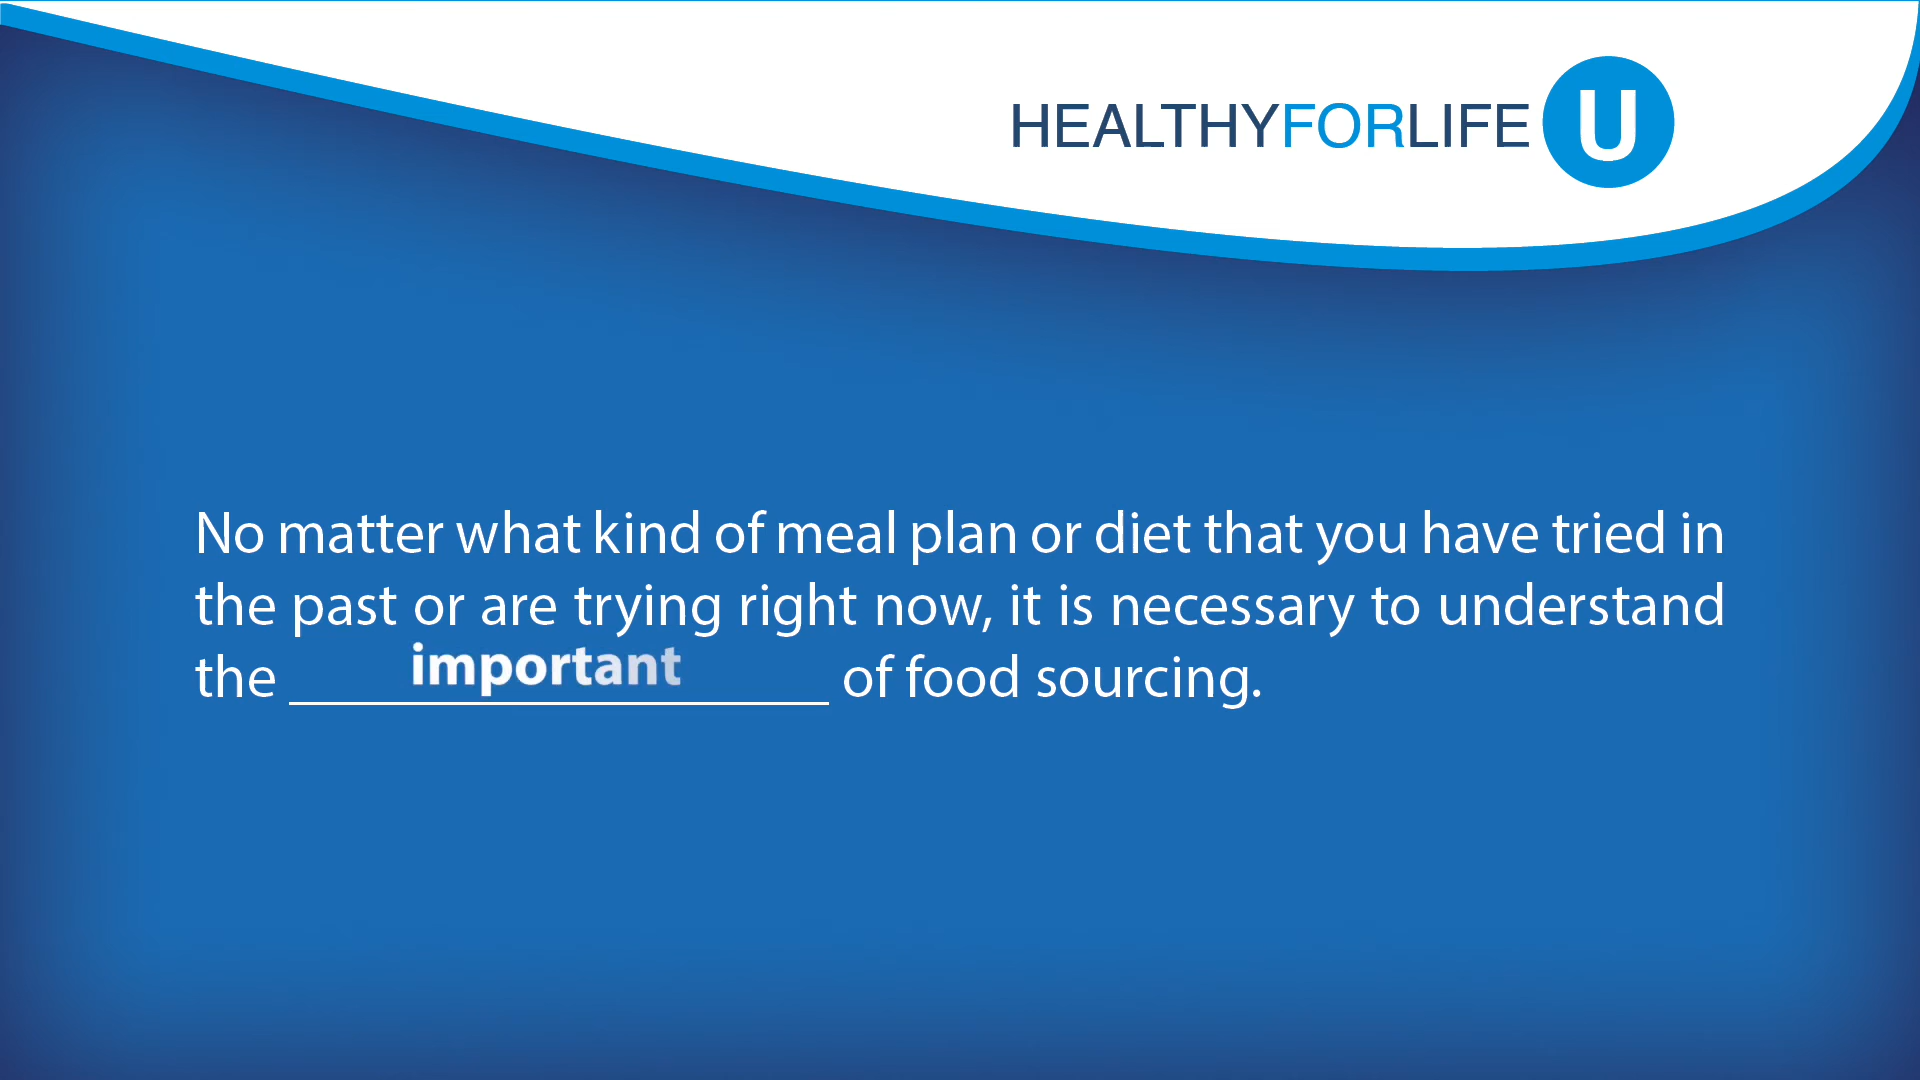 HEALTHYFORLIFE U
No matter what kind of meal plan or diet that you have tried in
the past or are trying right now, it is necessary to understand
the important of food sourcing.